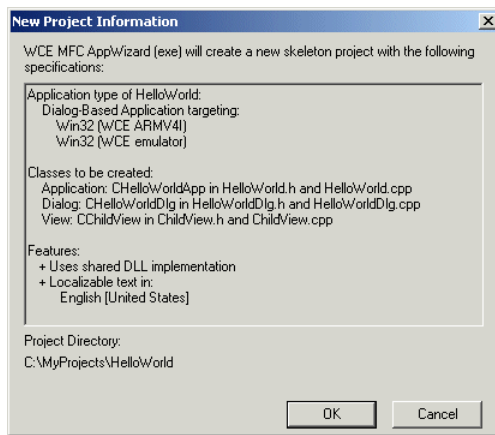 New Project Information
WCE MFC AppWizard (exe) will create a new skeleton project with the following
specifications:
Application type of HelloWorld:
Dialog-Based Application targeting:
Win32 (WCE ARMV4I)
Win32 (WCE emulator)
Classes to be created:
Application: CHelloWorldApp in HelloWorld.h and HelloWorld.cpp
Dialog: CHelloWorldDlg in HelloWorldDlg.h and HelloWorldDlg.cpp
View: CChildView in ChildView.h and ChildView.cpp
Features:
+ Uses shared DLL implementation
+ Localizable text in:
English [United States]
Project Directory:
C:\MyProjects\HelloWorld
OK Cancel